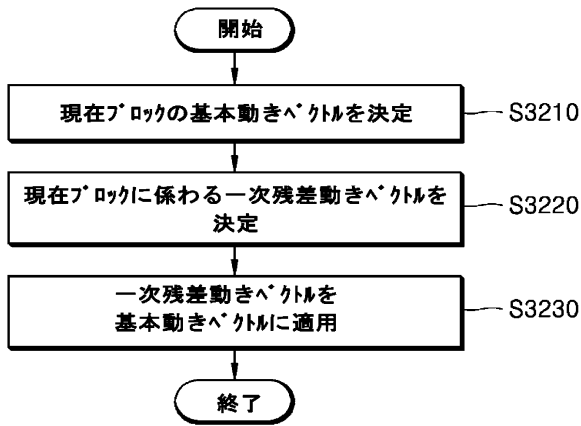 開始
現在ﾌﾞﾛｯｸの基本動きﾍﾞｸﾄﾙを決定
S3210
現在ﾌﾞﾛｯｸに係わる一次残差動きﾍﾞｸﾄﾙを
決定
S3220
一次残差動きﾍﾞｸﾄﾙを
基本動きﾍﾞｸﾄﾙに適用
S3230
終了